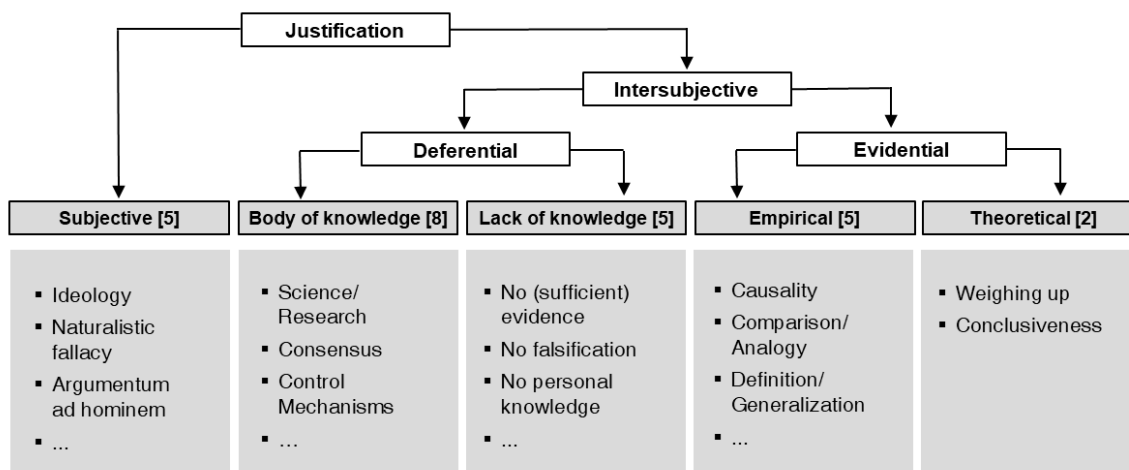 Justification
Intersubjective
Deferential
Evidential
Subjective [5]
Body of knowledge [8]
Lack of knowledge [5]
Empirical [5]
Theoretical [2]
▪ Ideology
▪ Naturalistic
fallacy
▪ Argumentum
ad hominem
▪ ...
▪ Science/
Research
▪ Consensus
▪ Control
Mechanisms
▪ …
▪ No (sufficient)
evidence
▪ No falsification
▪ No personal
knowledge
▪ ...
▪ Causality
▪ Comparison/
Analogy
▪ Definition/
Generalization
▪ ...
▪ Weighing up
▪ Conclusiveness